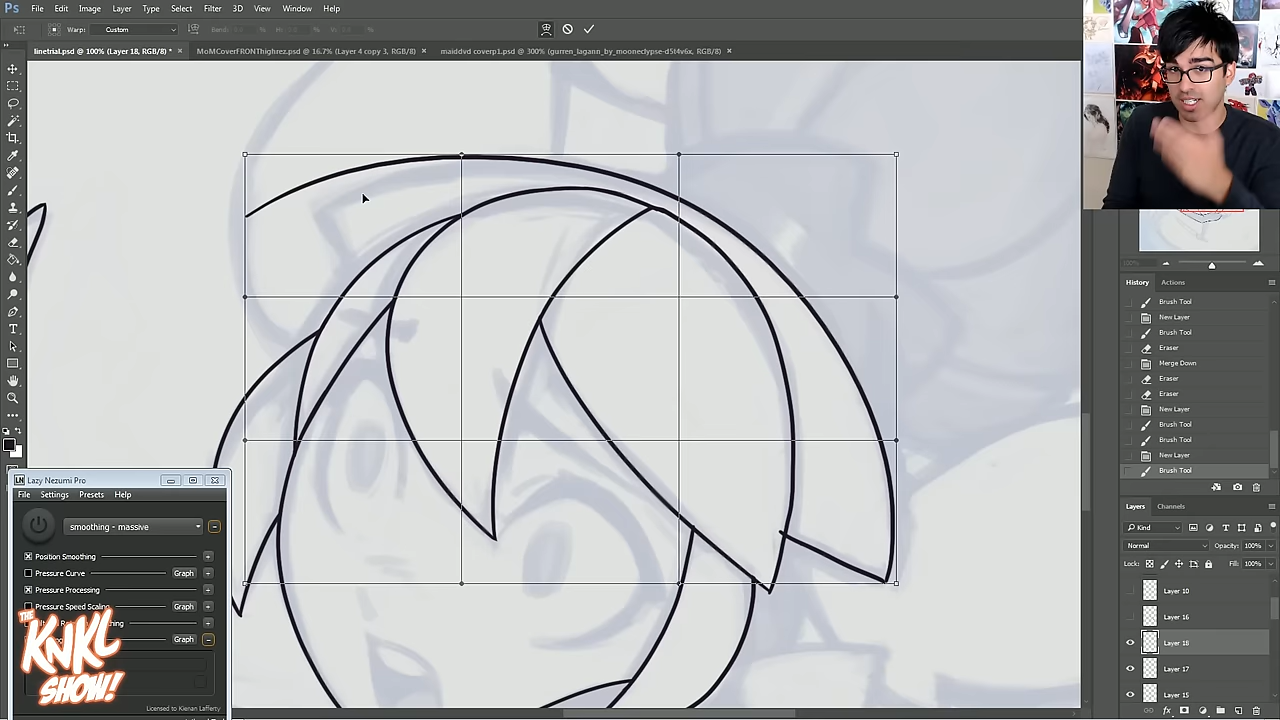 Ps File Edit Image Layer Type Select Filter 3D View Window Help
Warp: Custom
linetrial.psd @ 100% (Layer 18, RGB/8) * × MoMCoverFRONThighrez.psd @ 16.7% (Layer 4 copy 3, RGB/8) × maiddvd coverp1.psd @ 300% (gurren_lagann_by_mooneclypse-d5t4v6x, RGB/8) ×
History Actions
Brush Tool
New Layer
Brush Tool
Eraser
Merge Down
Eraser
Eraser
New Layer
Brush Tool
Brush Tool
New Layer
Brush Tool
Layers Channels
Kind
Normal Opacity: 100%
Lock: Fill: 100%
Layer 10
Layer 16
Layer 18
Layer 17
Layer 15
LN Lazy Nezumi Pro
File Settings Presets Help
smoothing - massive
Position Smoothing
Pressure Curve Graph
Pressure Processing
Pressure Speed Scaling Graph
Graph
THE
KNKL
SHOW!
Licensed to Kienan Lafferty